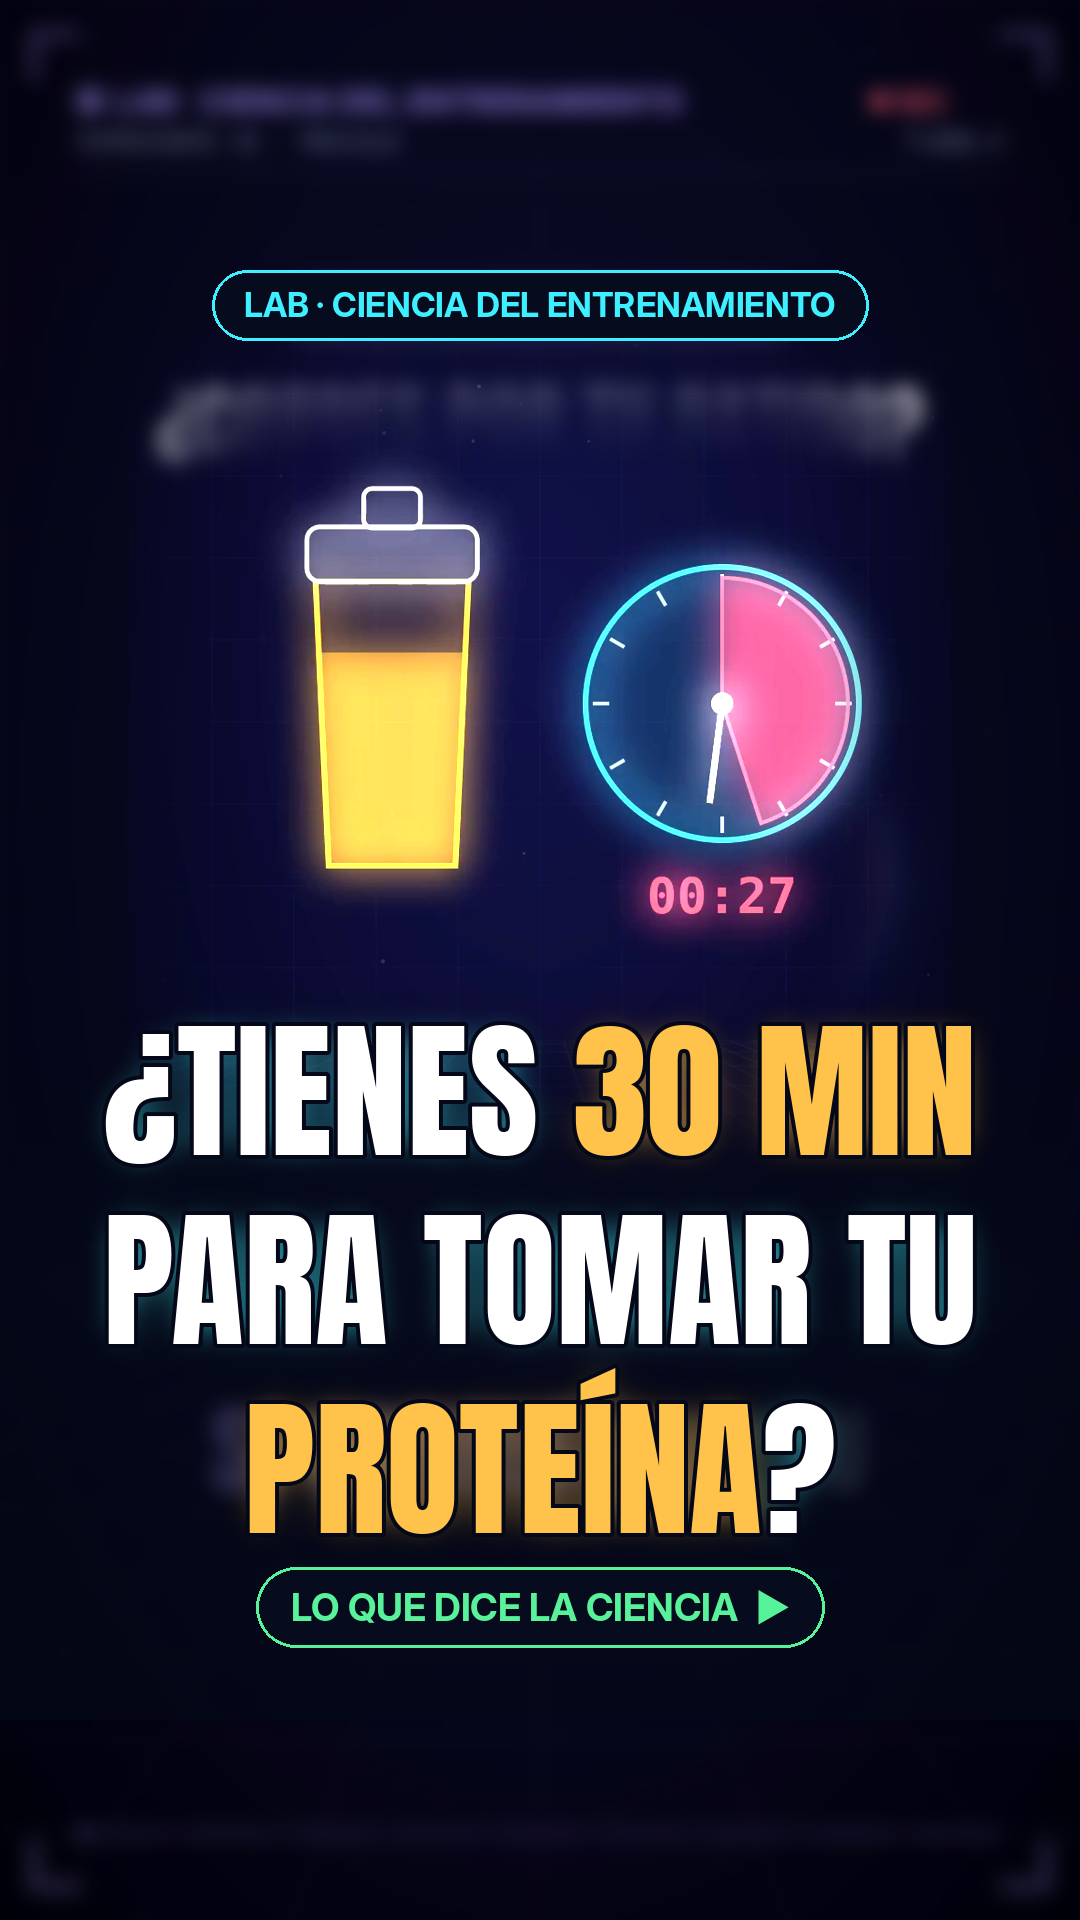 LAB · CIENCIA DEL ENTRENAMIENTO
00:27
¿TIENES 30 MIN
PARA TOMAR TU
PROTEÍNA?
LO QUE DICE LA CIENCIA